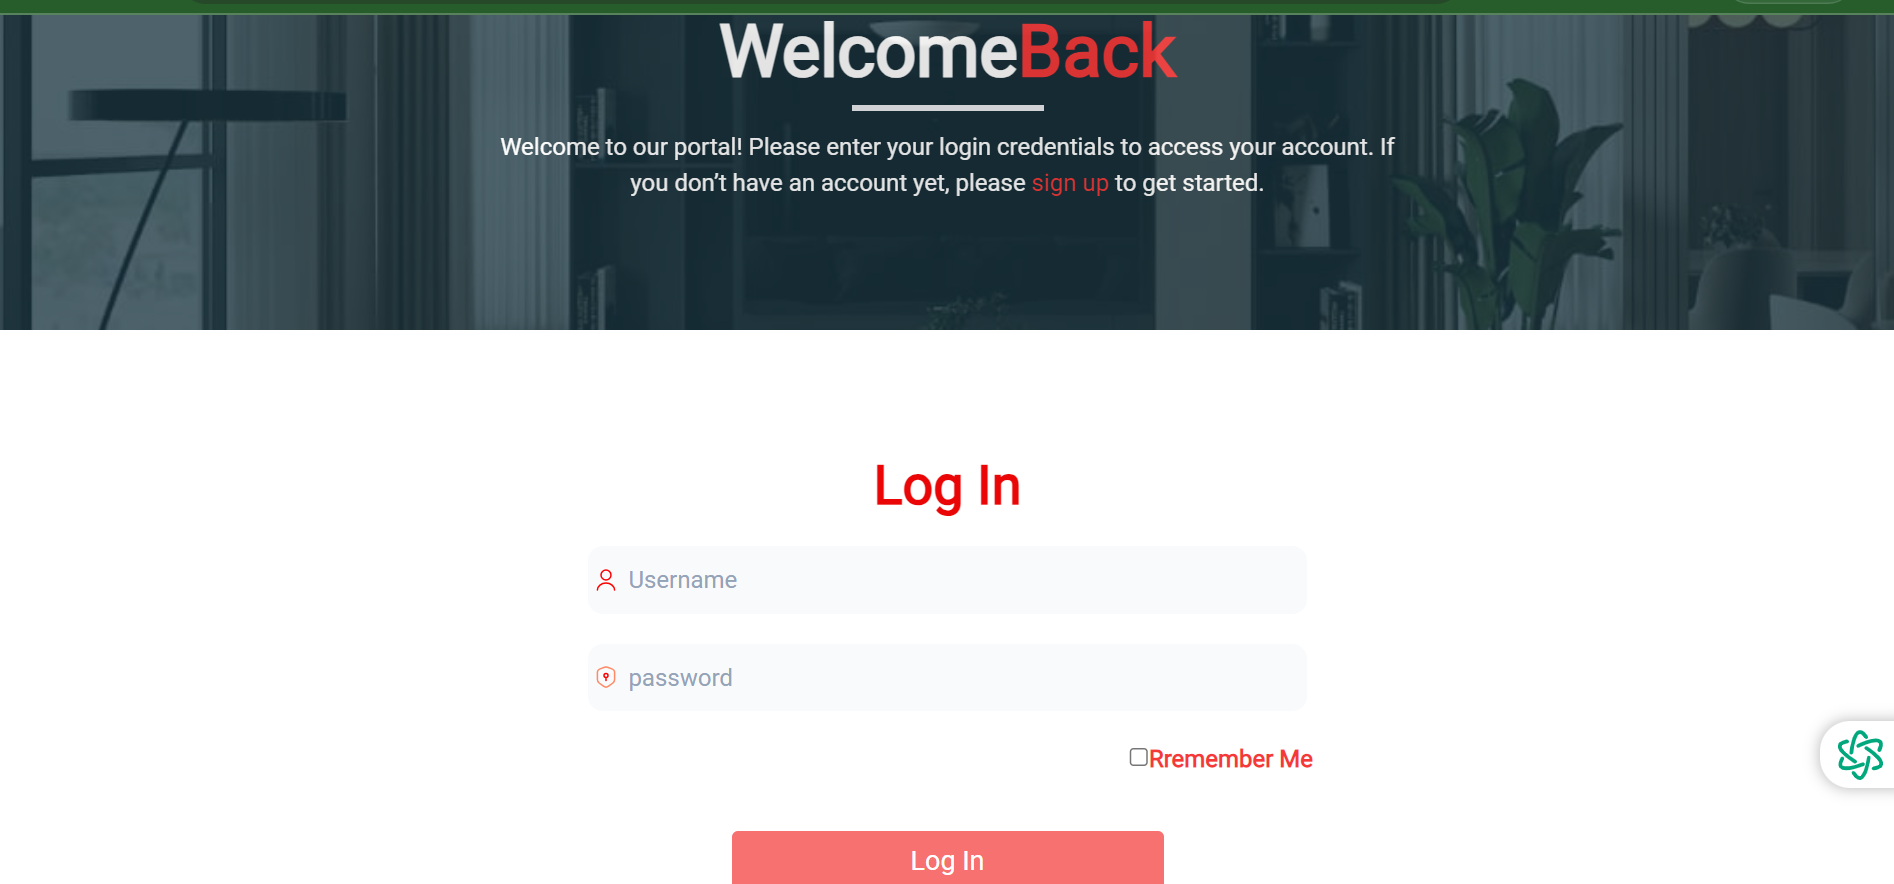 WelcomeBack
Welcome to our portal! Please enter your login credentials to access your account. If
you don’t have an account yet, please sign up to get started.
Log In
Username
password
Rremember Me
Log In